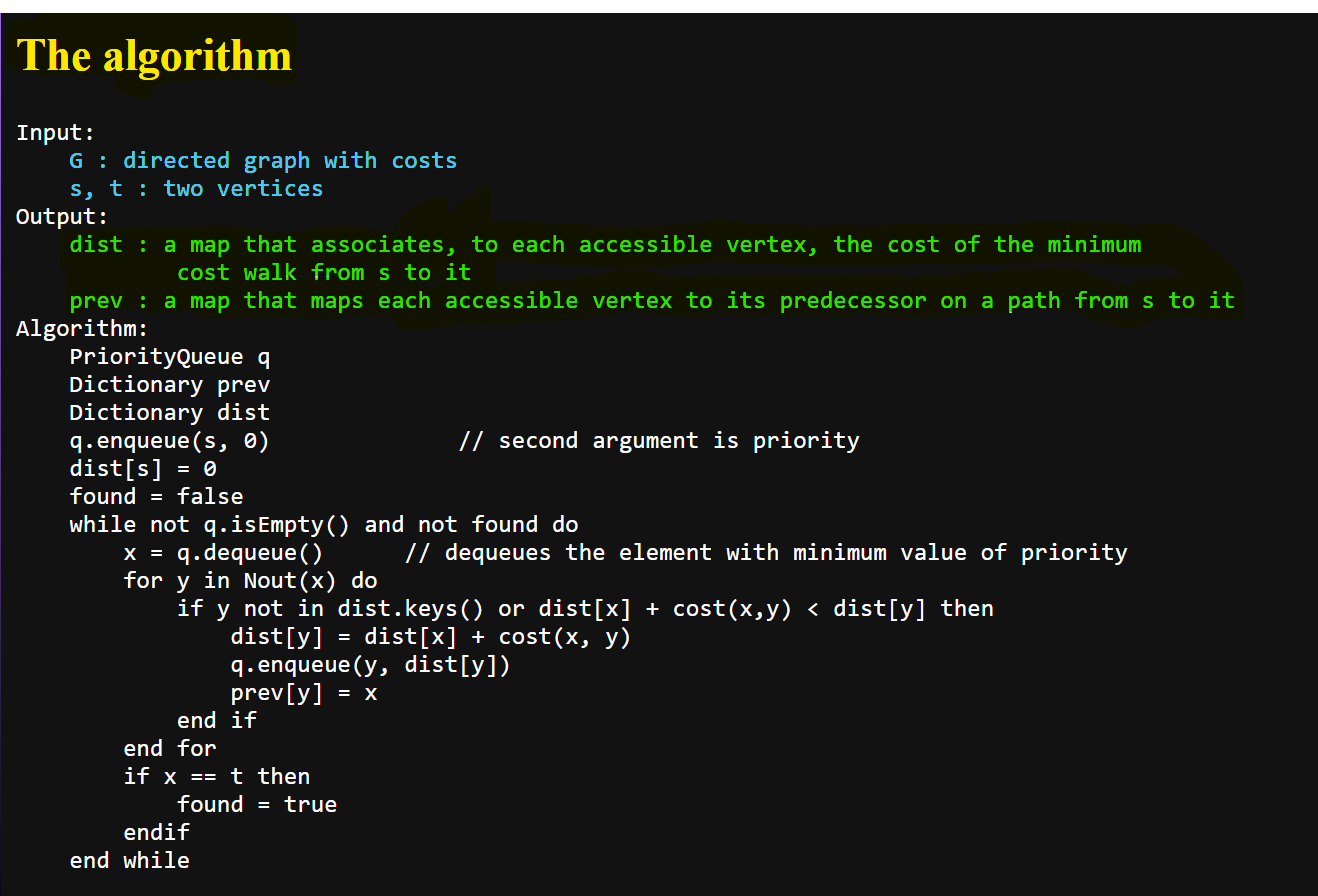 The algorithm
Input:
    G : directed graph with costs
    s, t : two vertices
Output:
    dist : a map that associates, to each accessible vertex, the cost of the minimum
            cost walk from s to it
    prev : a map that maps each accessible vertex to its predecessor on a path from s to it
Algorithm:
    PriorityQueue q
    Dictionary prev
    Dictionary dist
    q.enqueue(s, 0)              // second argument is priority
    dist[s] = 0
    found = false
    while not q.isEmpty() and not found do
        x = q.dequeue()      // dequeues the element with minimum value of priority
        for y in Nout(x) do
            if y not in dist.keys() or dist[x] + cost(x,y) < dist[y] then
                dist[y] = dist[x] + cost(x, y)
                q.enqueue(y, dist[y])
                prev[y] = x
            end if
        end for
        if x == t then
            found = true
        endif
    end while